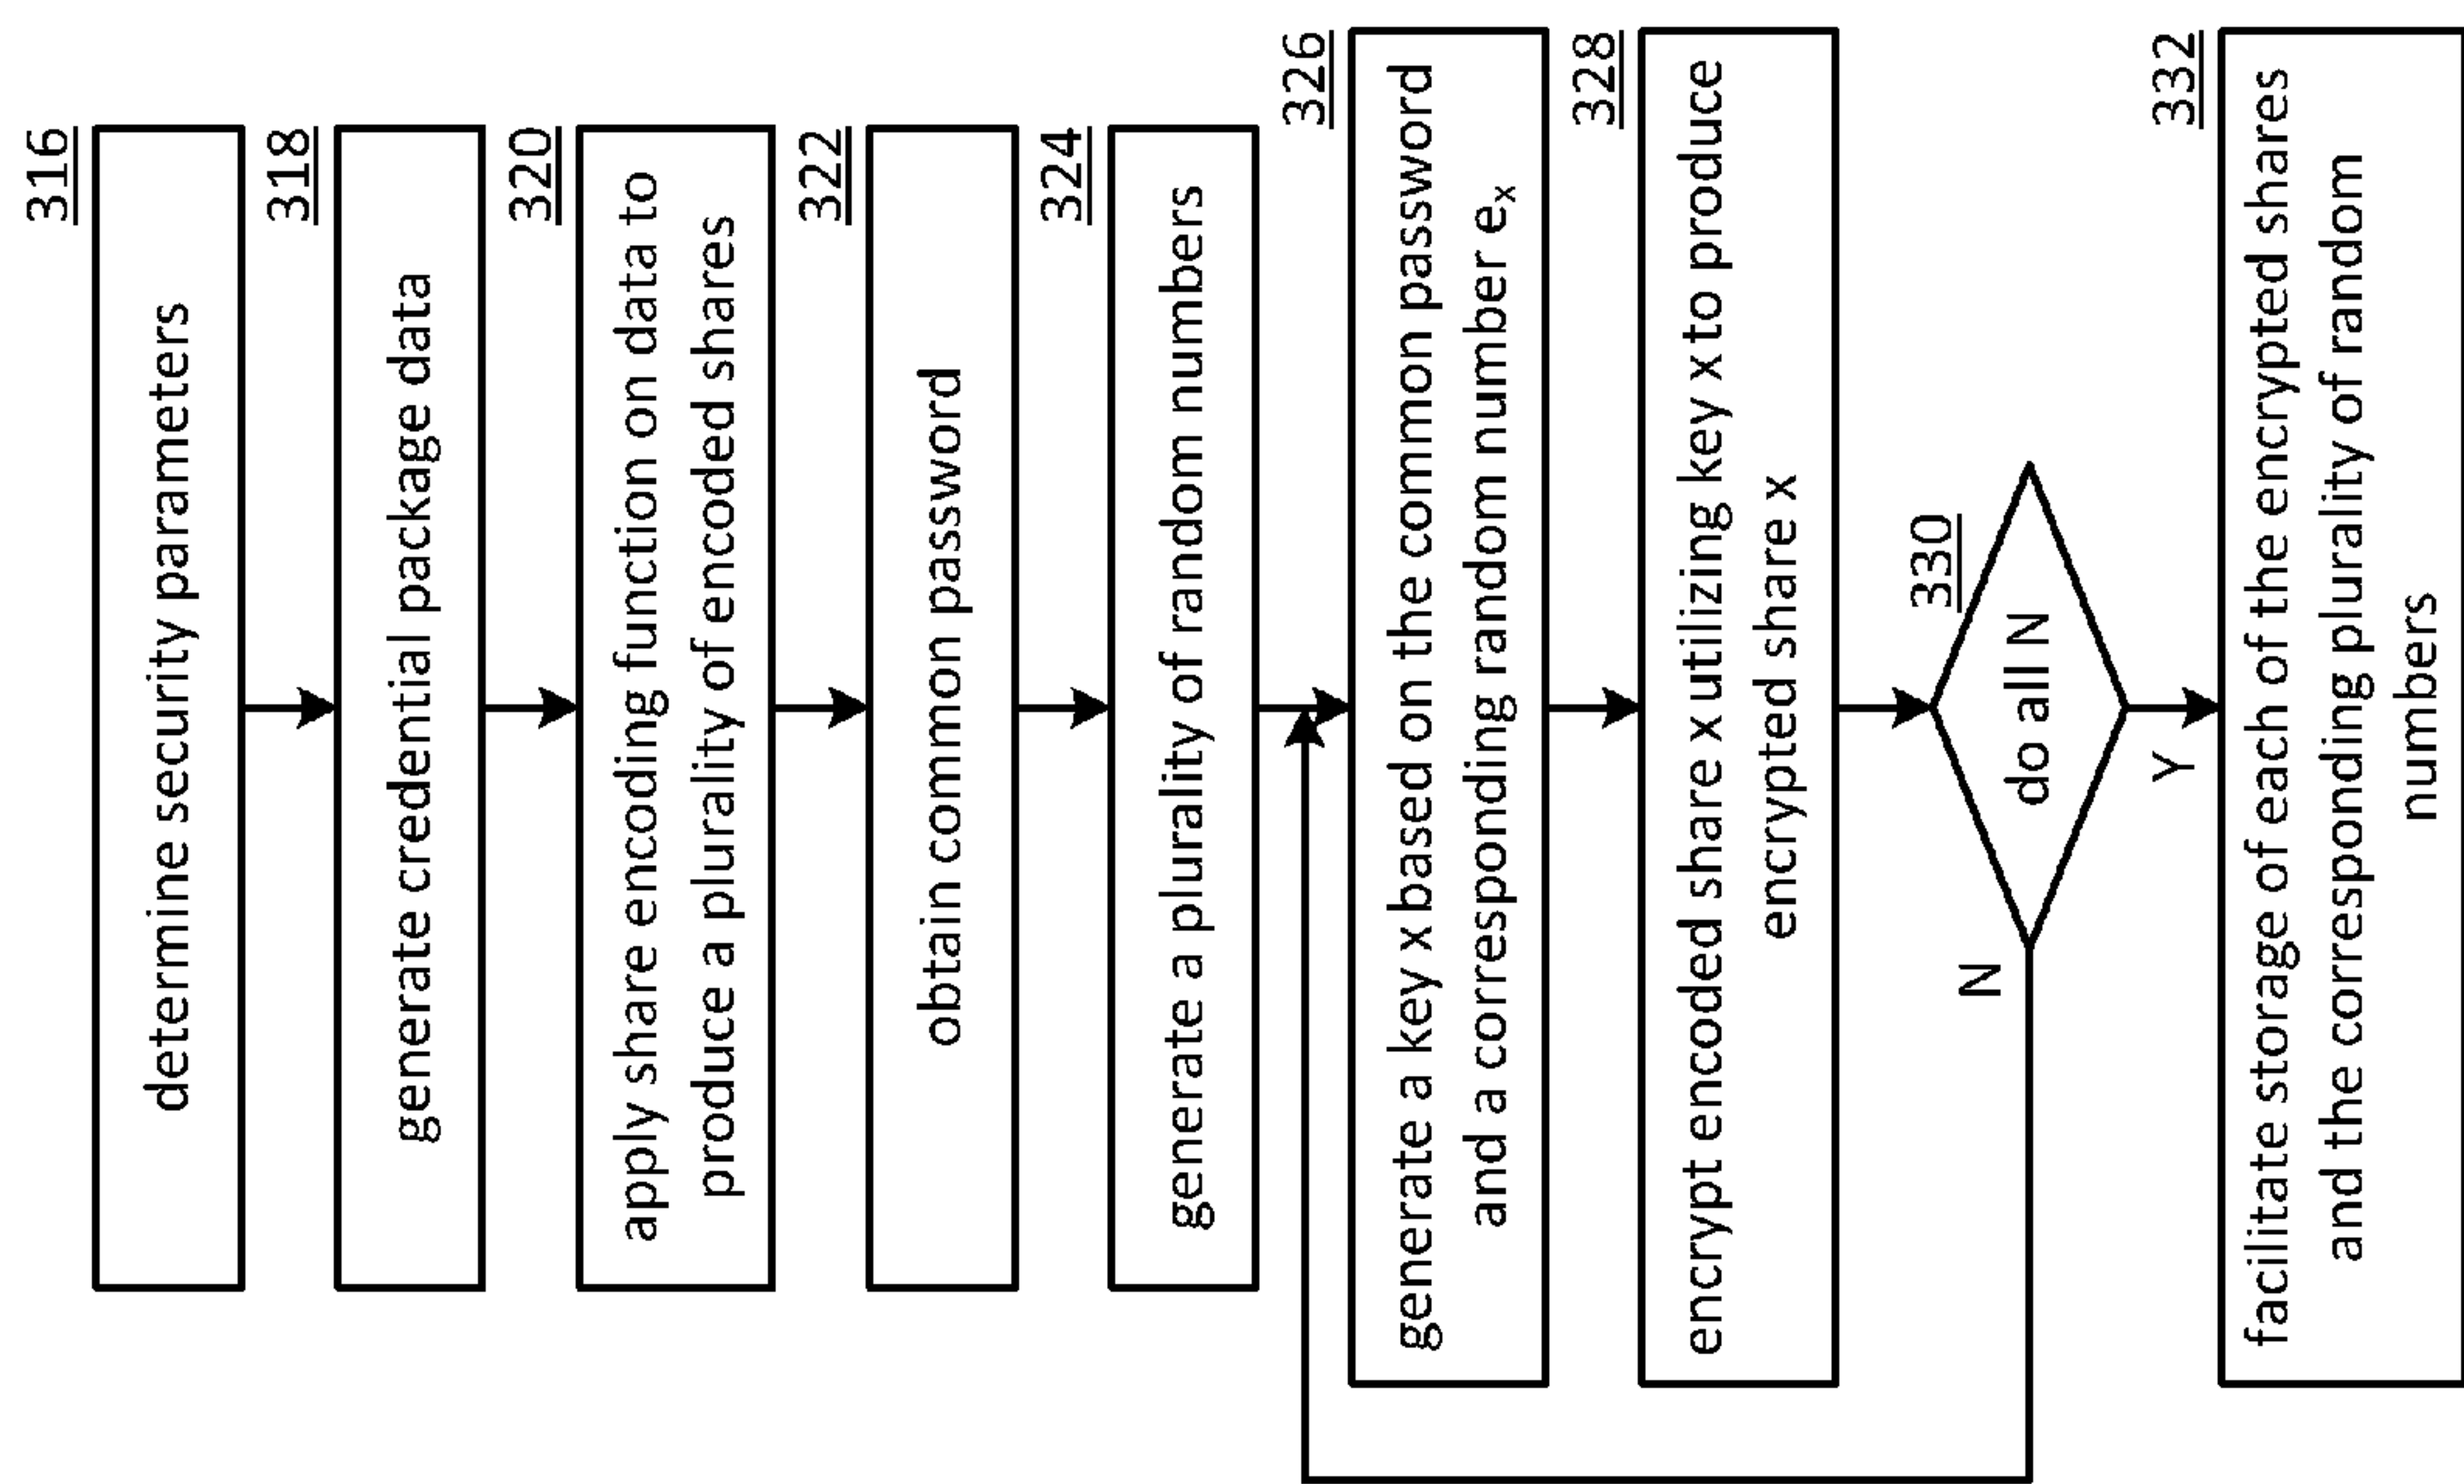 316
determine security parameters
318
generate credential package data
320
apply share encoding function on data to
produce a plurality of encoded shares
322
obtain common password
324
generate a plurality of random numbers
326
generate a key x based on the common password
and a corresponding random number eₓ
328
encrypt encoded share x utilizing key x to produce
encrypted share x
330
do all N
N
Y
332
facilitate storage of each of the encrypted shares
and the corresponding plurality of random
numbers